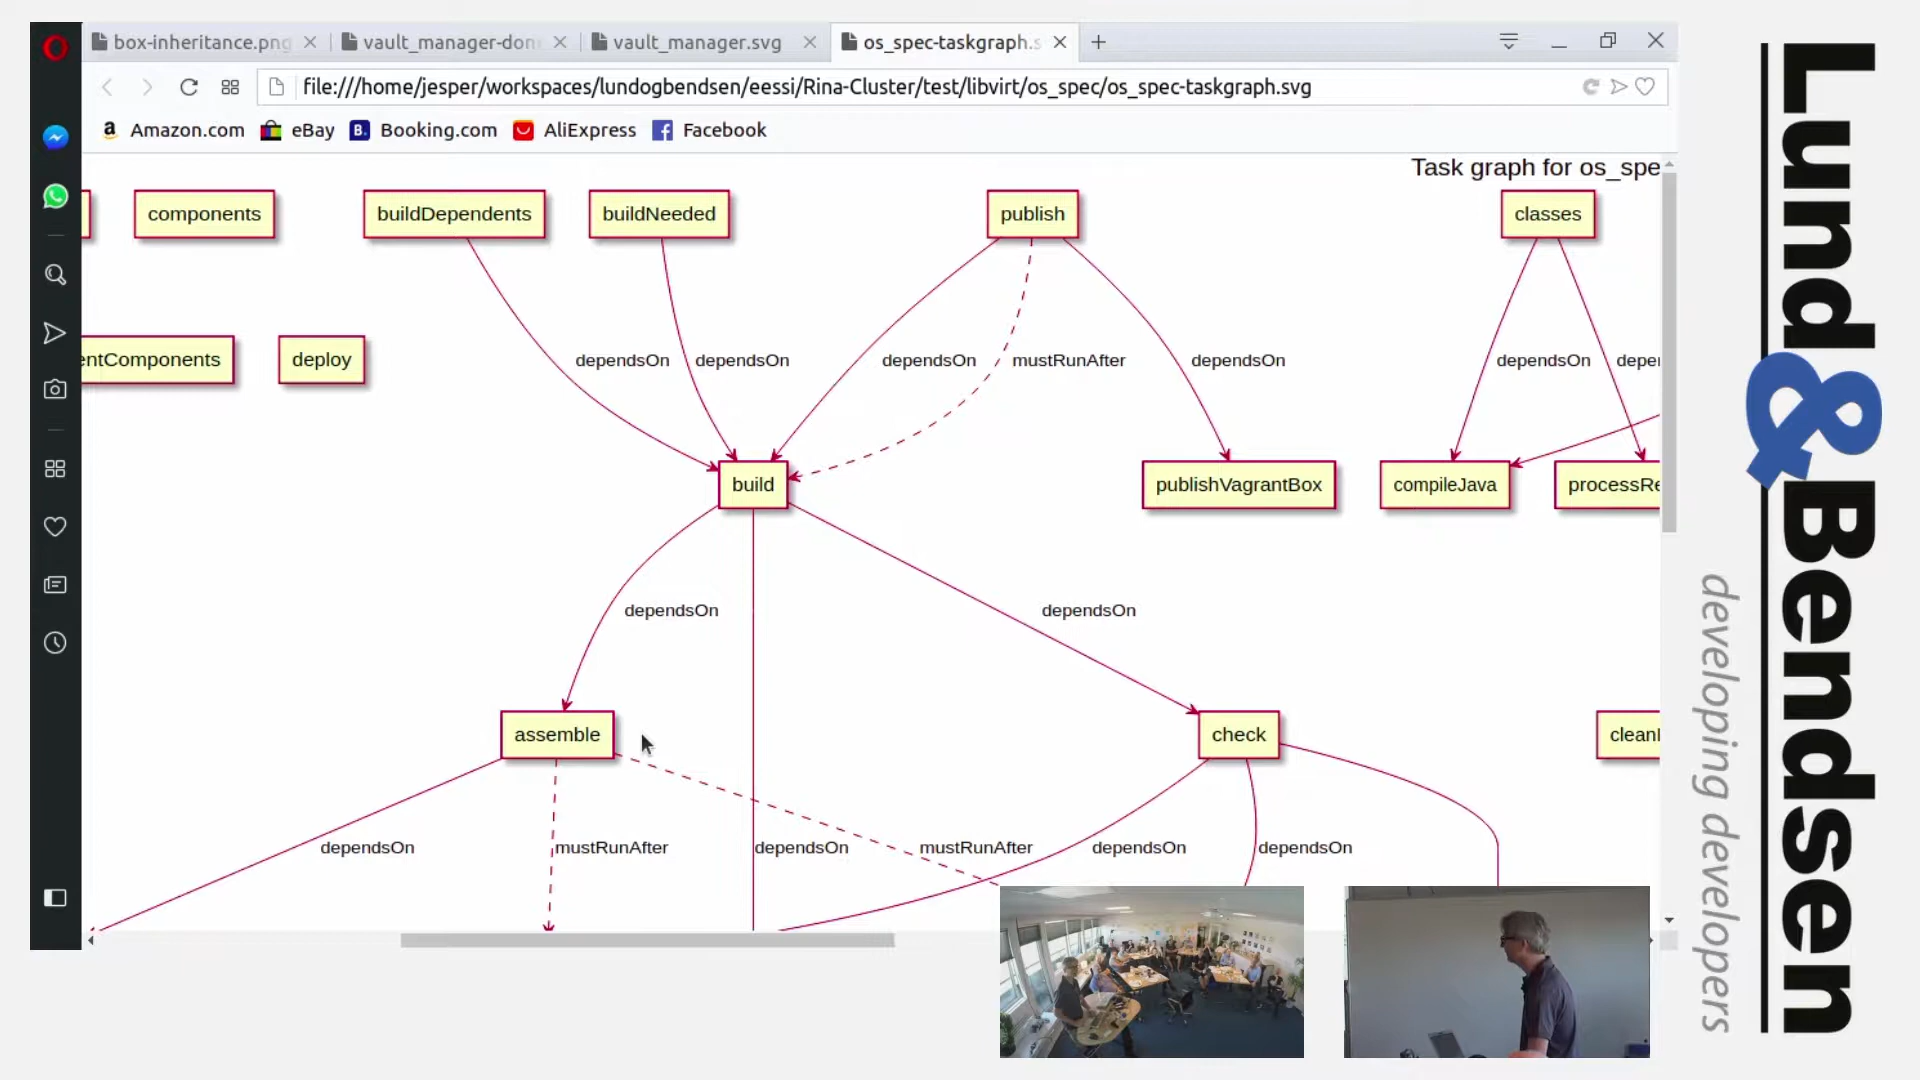 box-inheritance.png
vault_manager-don
vault_manager.svg
os_spec-taskgraph.s
file:///home/jesper/workspaces/lundogbendsen/eessi/Rina-Cluster/test/libvirt/os_spec/os_spec-taskgraph.svg
Amazon.com
eBay
B.
Booking.com
AliExpress
Facebook
Task graph for os_spe
components
buildDependents
buildNeeded
publish
classes
entComponents
deploy
dependsOn
dependsOn
dependsOn
mustRunAfter
dependsOn
dependsOn
depe
build
publishVagrantBox
compileJava
processRe
dependsOn
dependsOn
assemble
check
clean
dependsOn
mustRunAfter
dependsOn
mustRunAfter
dependsOn
dependsOn
Lund & Bendsen
developing developers